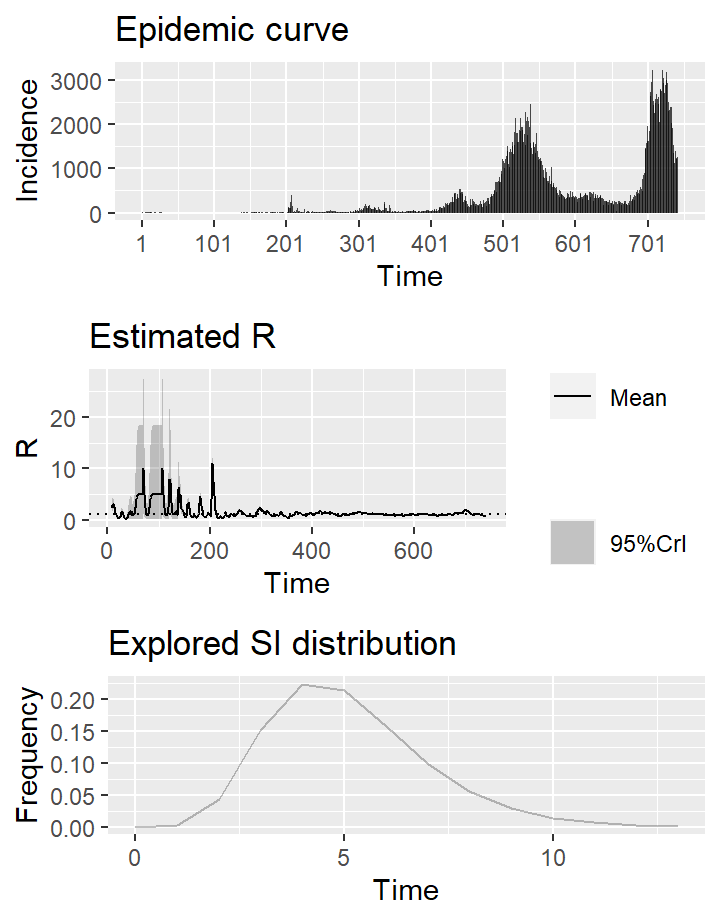 Epidemic curve
3000
2000
1000
0
Incidence
1 101 201 301 401 501 601 701
Time
Estimated R
20
10
0
R
0 200 400 600
Time
Mean
95%CrI
Explored SI distribution
0.20
0.15
0.10
0.05
0.00
Frequency
0 5 10
Time